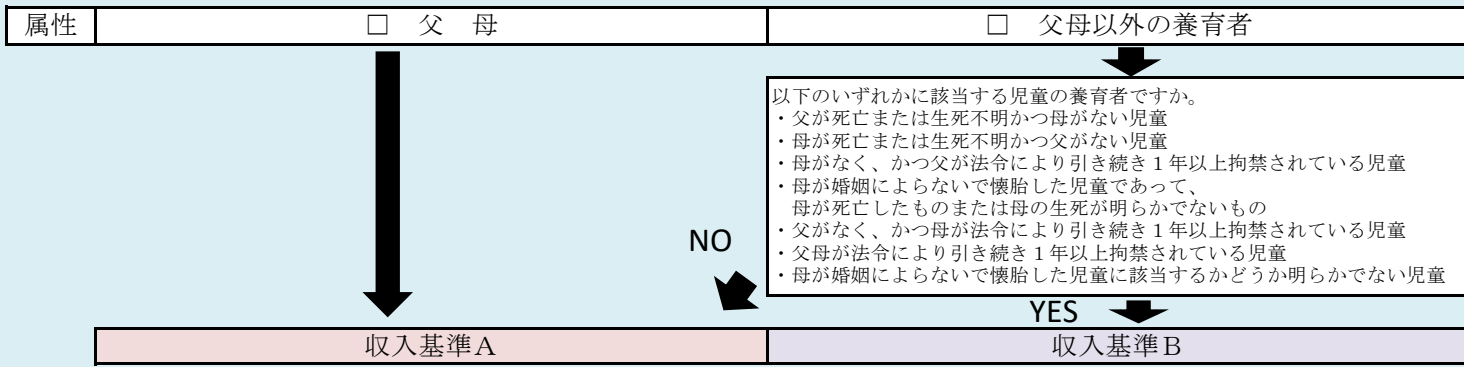 属性
□　父　母
□　父母以外の養育者
以下のいずれかに該当する児童の養育者ですか。
・父が死亡または生死不明かつ母がない児童
・母が死亡または生死不明かつ父がない児童
・母がなく、かつ父が法令により引き続き１年以上拘禁されている児童
・母が婚姻によらないで懐胎した児童であって、
　母が死亡したものまたは母の生死が明らかでないもの
・父がなく、かつ母が法令により引き続き１年以上拘禁されている児童
・父母が法令により引き続き１年以上拘禁されている児童
・母が婚姻によらないで懐胎した児童に該当するかどうか明らかでない児童
NO
YES
収入基準Ａ
収入基準Ｂ